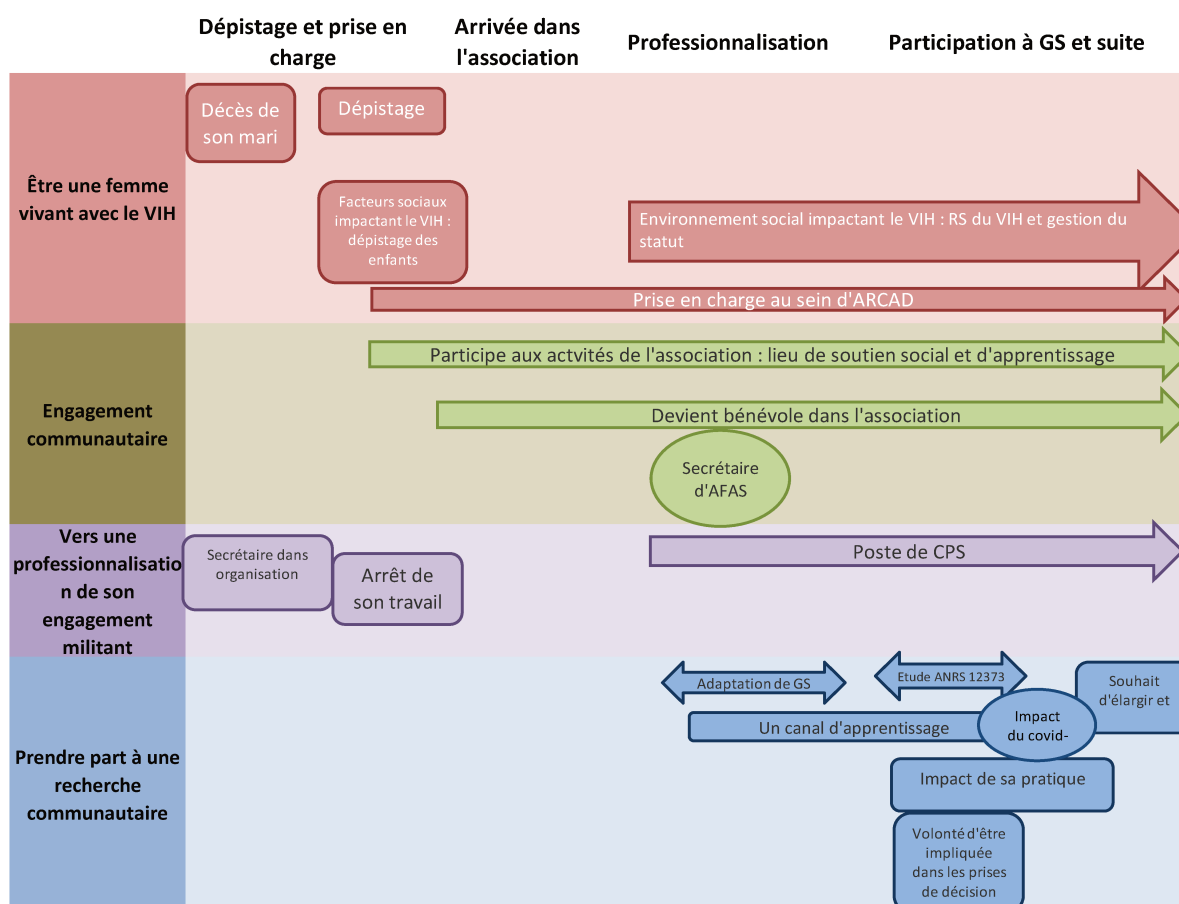 Dépistage et prise en
charge
Arrivée dans
l'association
Professionnalisation
Participation à GS et suite
Être une femme
vivant avec le VIH
Décès de
son mari
Dépistage
Facteurs sociaux
impactant le VIH :
dépistage des
enfants
Environnement social impactant le VIH : RS du VIH et gestion du
statut
Prise en charge au sein d'ARCAD
Engagement
communautaire
Participe aux actvités de l'association : lieu de soutien social et d'apprentissage
Devient bénévole dans l'association
Secrétaire
d'AFAS
Vers une
professionnalisatio
n de son
engagement
militant
Secrétaire dans
organisation
Arrêt de
son travail
Poste de CPS
Prendre part à une
recherche
communautaire
Adaptation de GS
Etude ANRS 12373
Souhait
d'élargir et
Un canal d'apprentissage
Impact
du covid-
Impact de sa pratique
Volonté d'être
impliquée
dans les prises
de décision